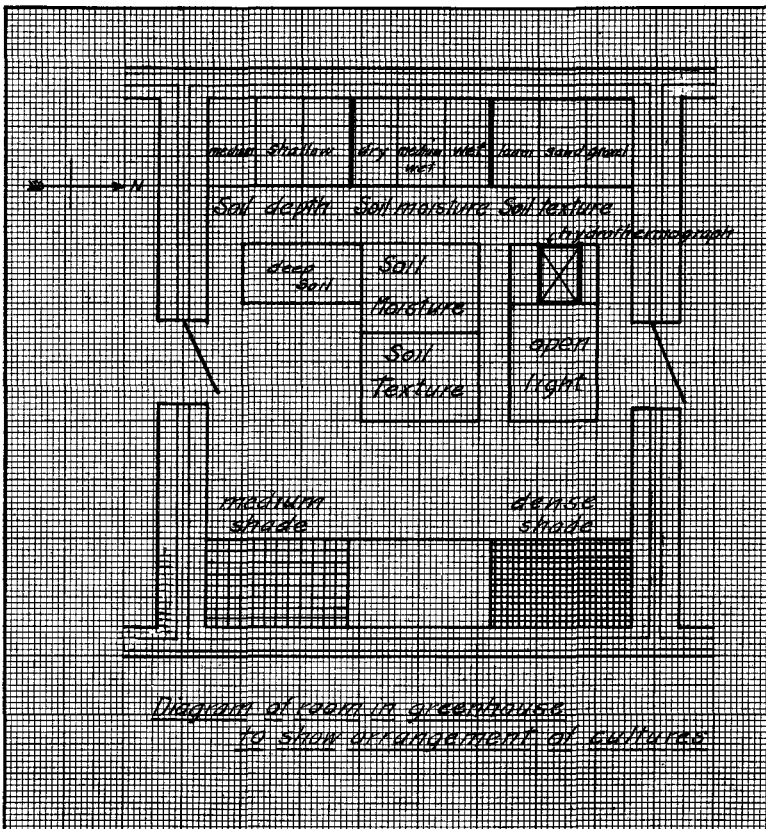 medium shallow dry medium wet loam sand gravel
wet
N
Soil depth Soil moisture Soil texture
hydrothermograph
deep
soil
Soil
Moisture
Soil
Texture
open
light
medium
shade
dense
shade
Diagram of room in greenhouse
to show arrangement of cultures